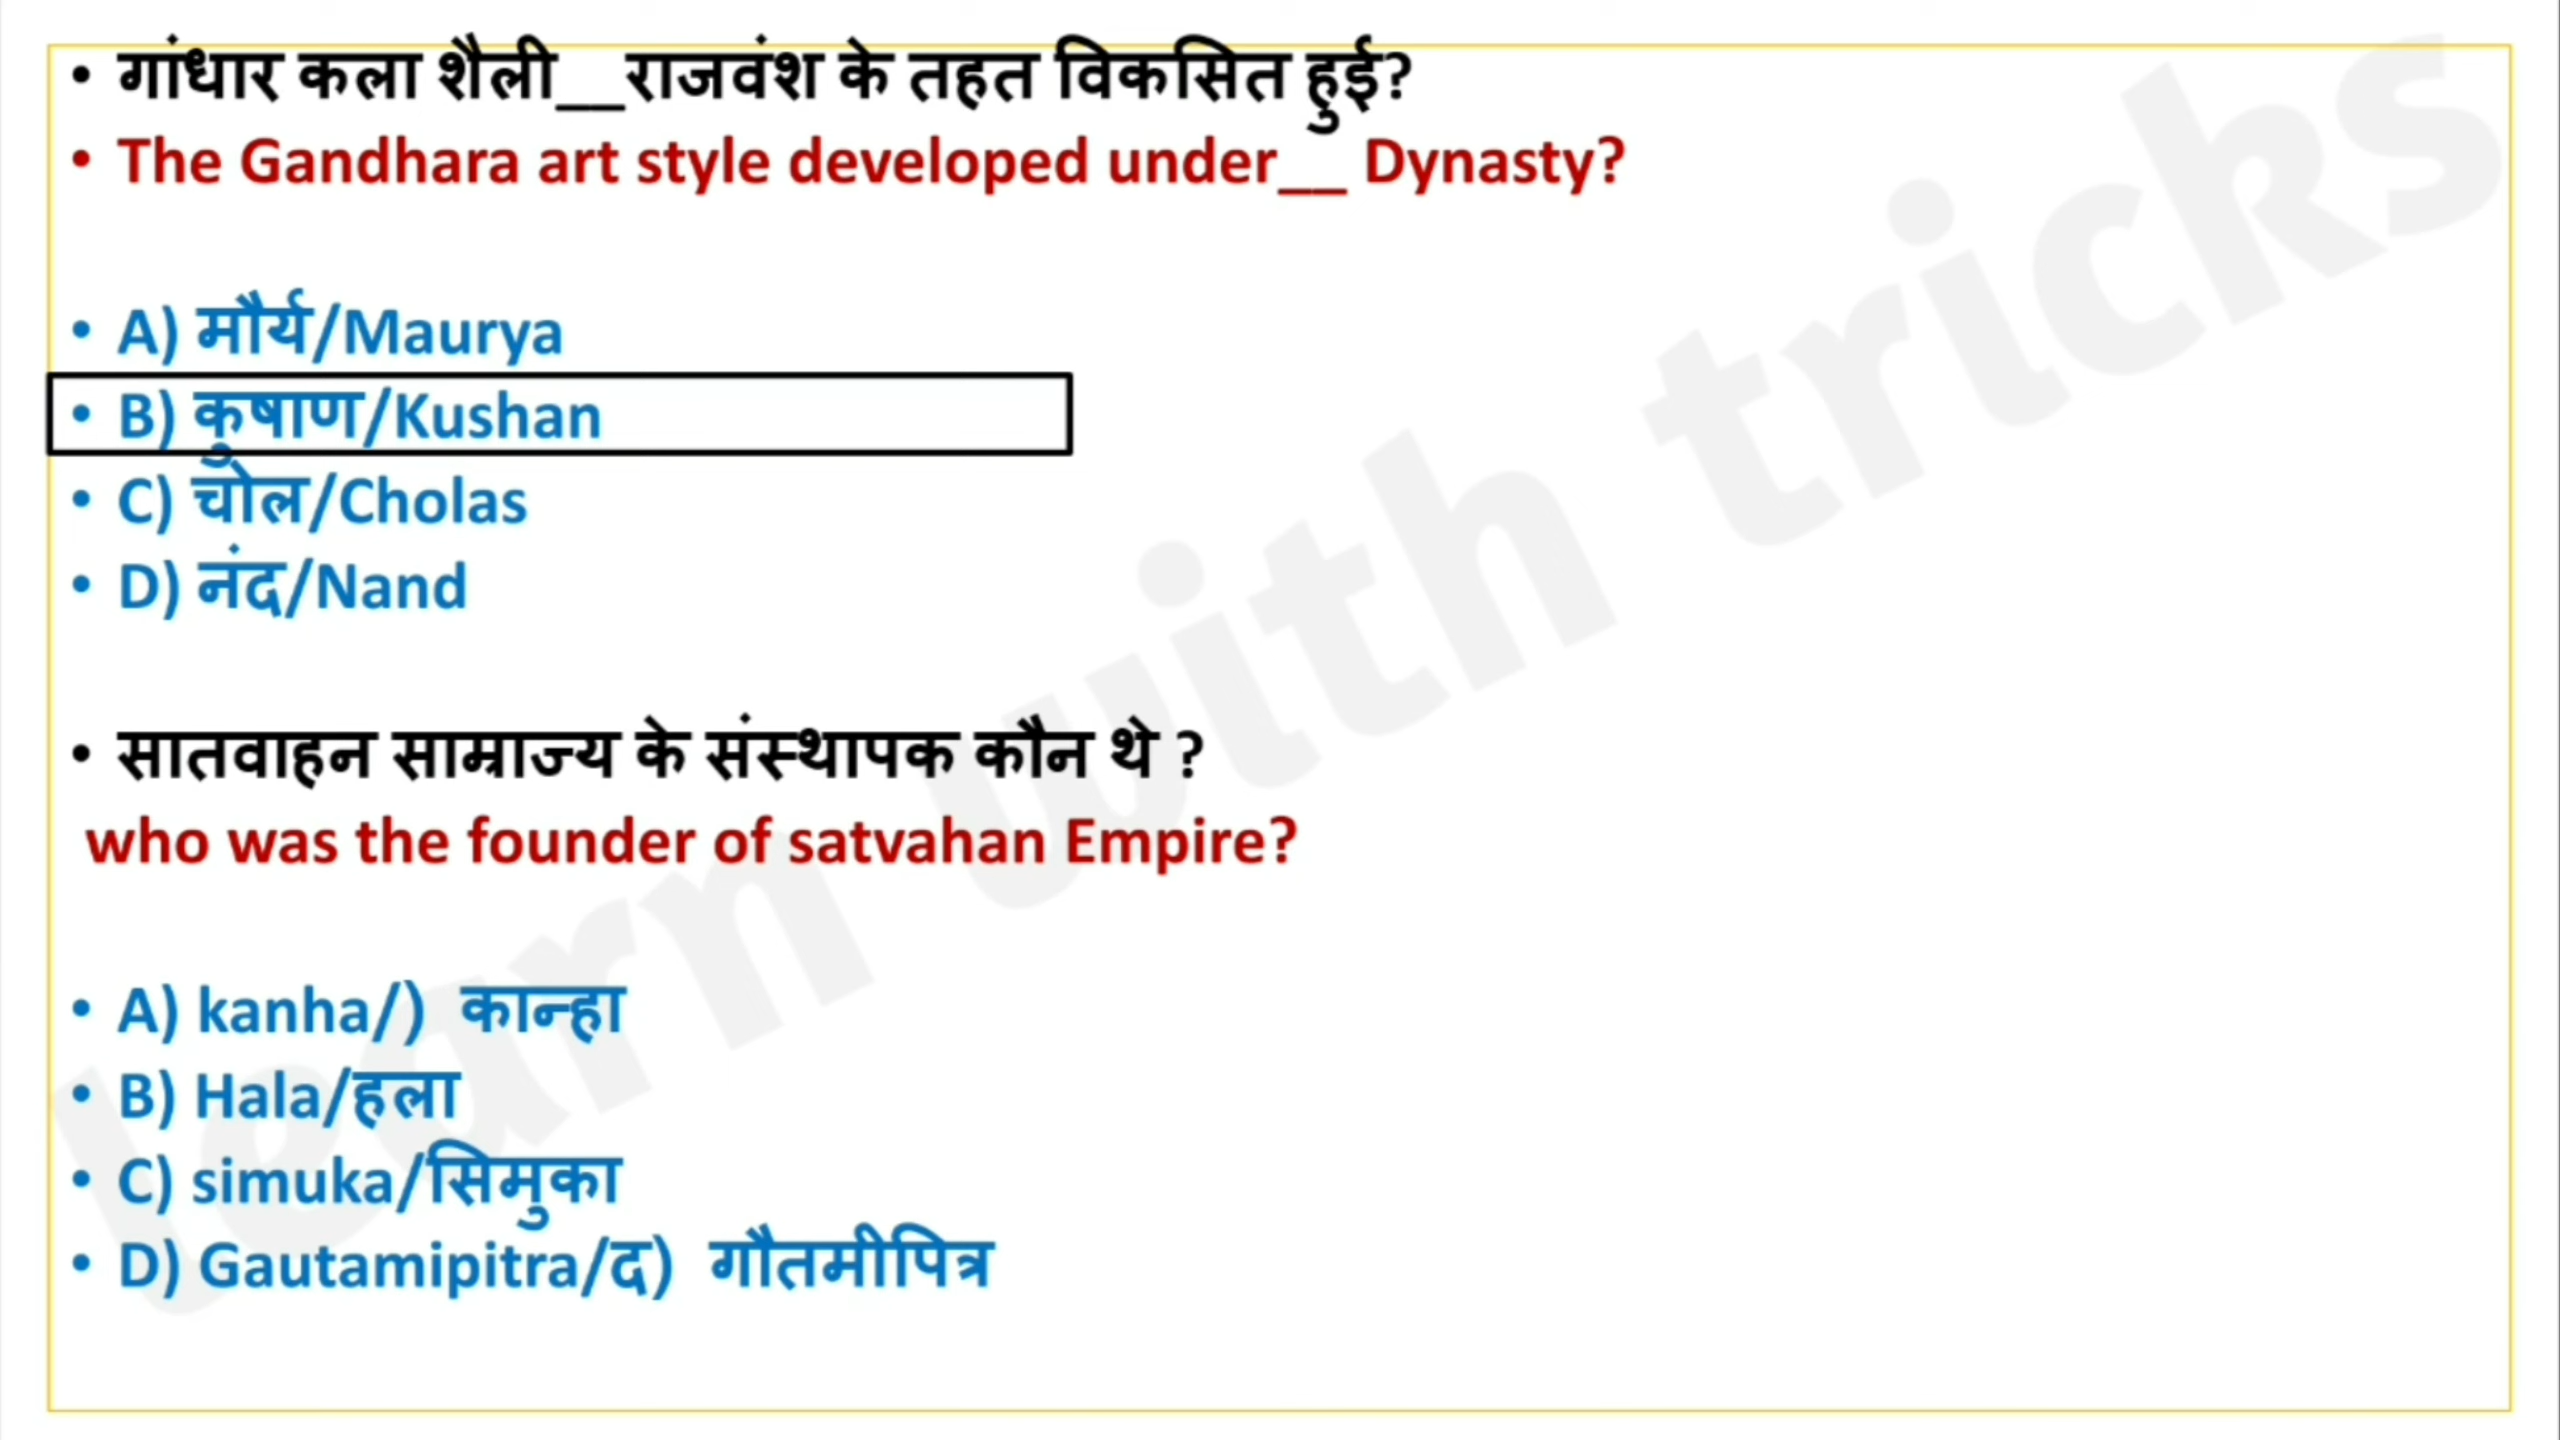 • गांधार कला शैली__राजवंश के तहत विकसित हुई?
• The Gandhara art style developed under__ Dynasty?
• A) मौर्य/Maurya
• B) कुषाण/Kushan
• C) चोल/Cholas
• D) नंद/Nand
• सातवाहन साम्राज्य के संस्थापक कौन थे ?
who was the founder of satvahan Empire?
• A) kanha/) कान्हा
• B) Hala/हला
• C) simuka/सिमुका
• D) Gautamipitra/द) गौतमीपित्र
learn with tricks